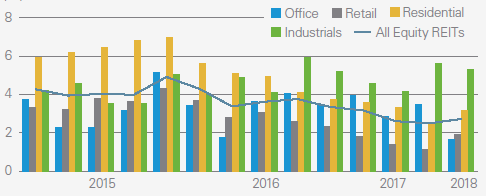 8
Office Retail Residential
Industrials All Equity REITs
6
4
2
0
2015 2016 2017 2018